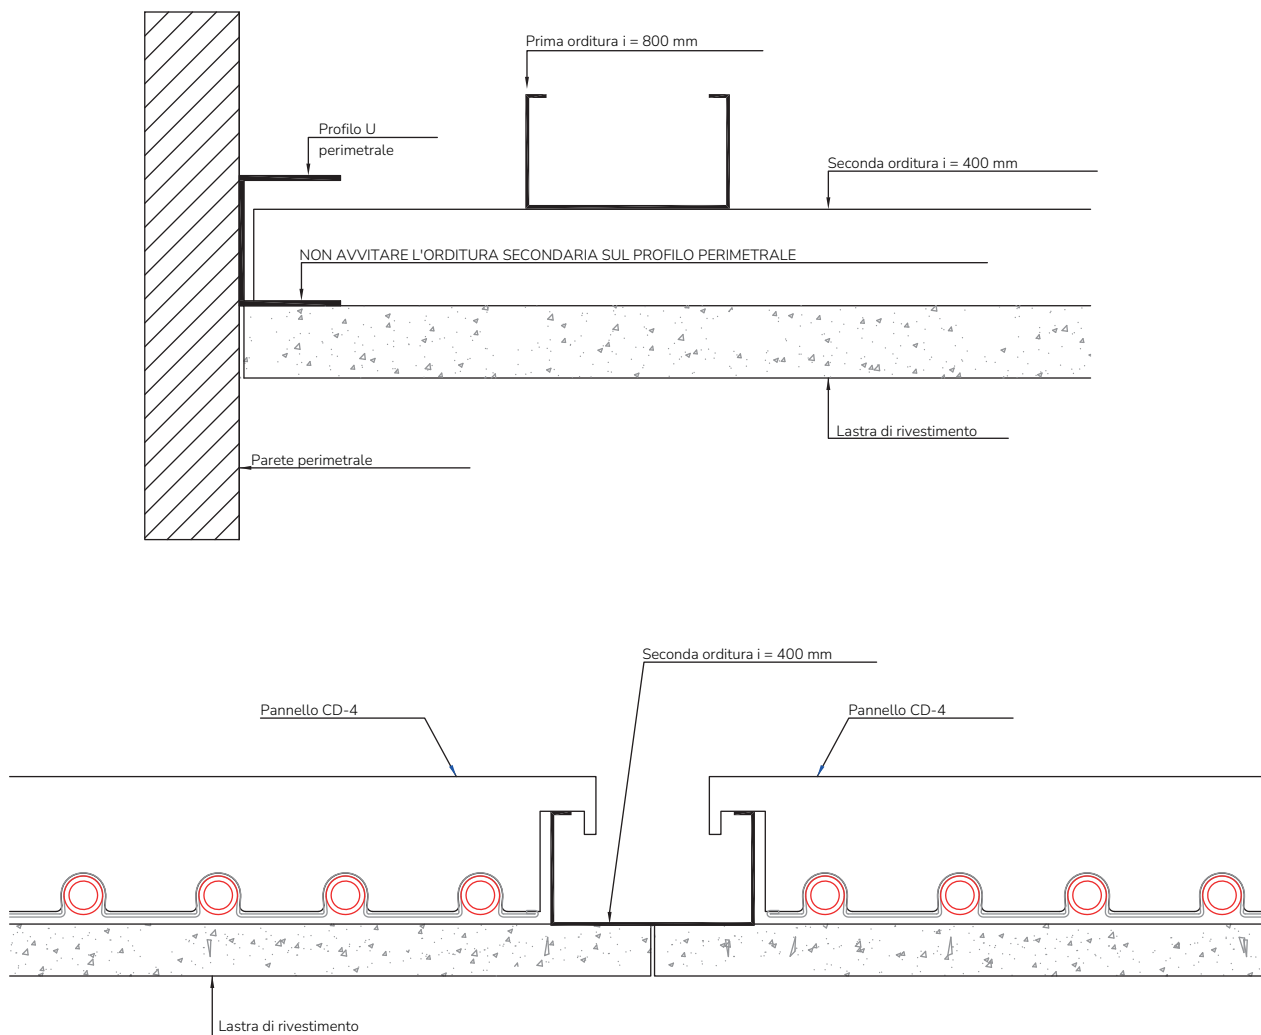 Prima orditura i = 800 mm
Profilo U
perimetrale
Seconda orditura i = 400 mm
NON AVVITARE L'ORDITURA SECONDARIA SUL PROFILO PERIMETRALE
Lastra di rivestimento
Parete perimetrale
Seconda orditura i = 400 mm
Pannello CD-4
Pannello CD-4
Lastra di rivestimento